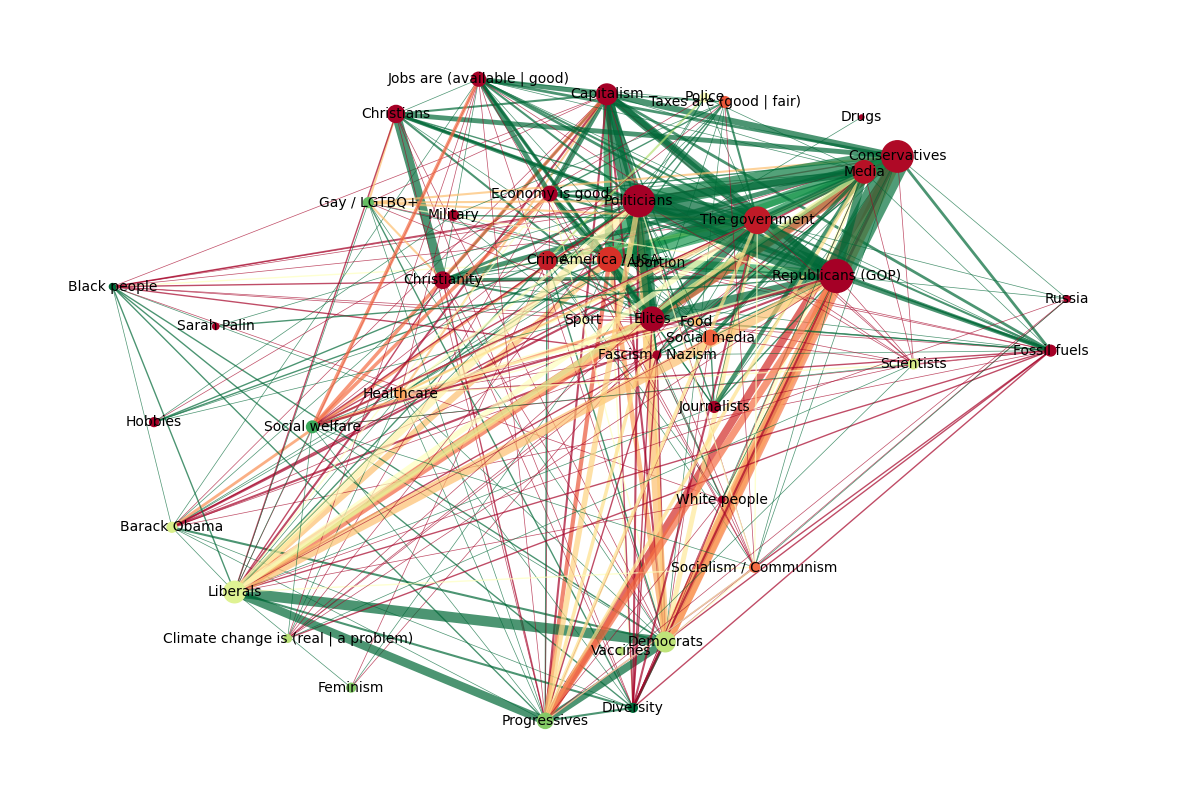 Jobs are (available | good)
Capitalism
Police
Taxes are (good | fair)
Christians
Drugs
Conservatives
Media
Economy is good
Politicians
Gay / LGTBQ+
Military
The government
Crime
America / USA
Abortion
Republicans (GOP)
Christianity
Black people
Russia
Sarah Palin
Sport
Elites
Food
Social media
Fascism / Nazism
Fossil fuels
Scientists
Healthcare
Journalists
Hobbies
Social welfare
White people
Barack Obama
Socialism / Communism
Liberals
Climate change is (real | a problem)
Democrats
Vaccines
Feminism
Diversity
Progressives